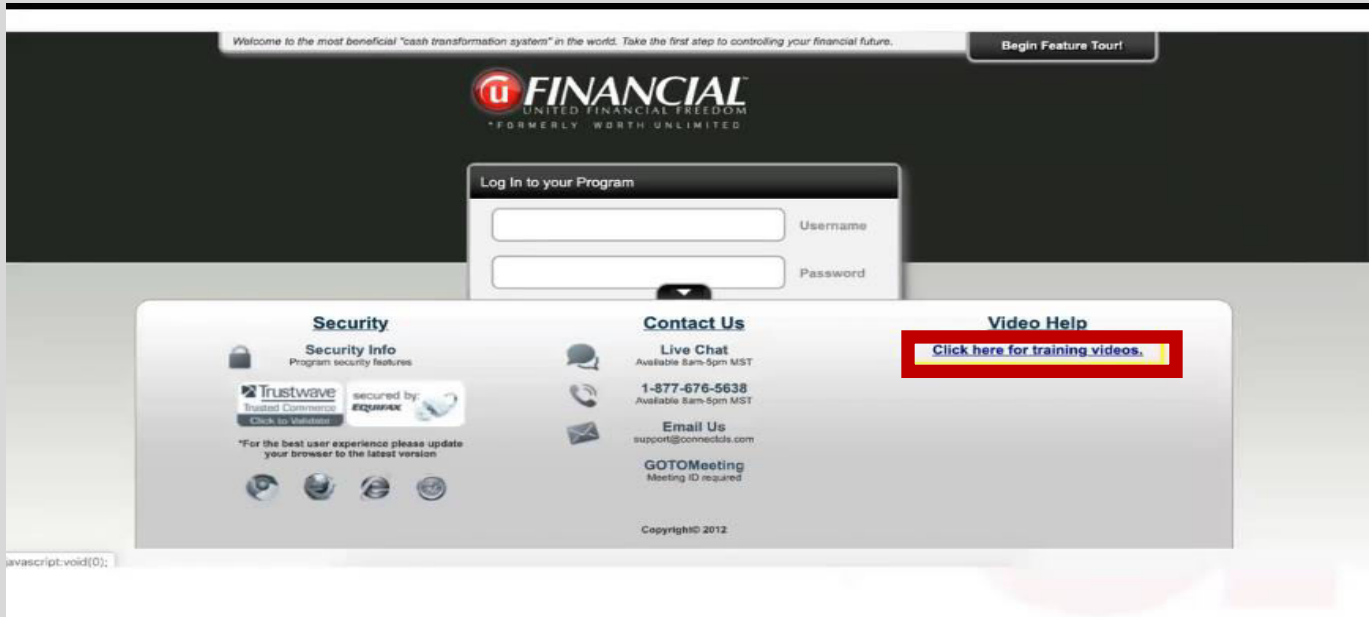 Welcome to the most beneficial "cash transformation system" in the world. Take the first step to controlling your financial future.
Begin Feature Tour!
u FINANCIAL
UNITED FINANCIAL FREEDOM
*FORMERLY WORTH UNLIMITED
Log In to your Program
Username
Password
Security
Security Info
Program security features
Trustwave
Trusted Commerce
Click to Validate
secured by:
EQUIFAX
*For the best user experience please update
your browser to the latest version
Contact Us
Live Chat
Available 8am-5pm MST
1-877-676-5638
Available 8am-5pm MST
Email Us
support@connectcls.com
GOTOMeeting
Meeting ID required
Copyright© 2012
Video Help
Click here for training videos.
avascript:void(0);